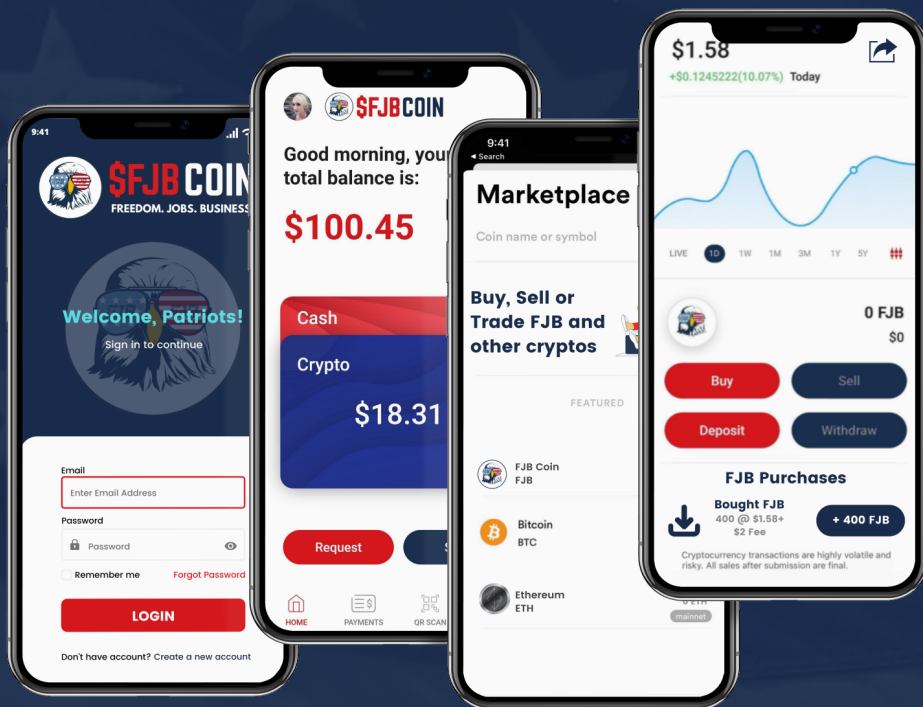 9:41
$FJB COIN
FREEDOM. JOBS. BUSINESS
FJB
Welcome, Patriots!
Sign in to continue
Email
Enter Email Address
Password
Password
Remember me Forgot Password
LOGIN
Don't have account? Create a new account
$FJBCOIN
Good morning, your
total balance is:
$100.45
Cash
Crypto
$18.31
Request
HOME PAYMENTS QR SCAN
9:41
Search
Marketplace
Coin name or symbol
Buy, Sell or
Trade FJB and
other cryptos
FEATURED
FJB Coin
FJB
Bitcoin
BTC
Ethereum
ETH
0 ETH
mainnet
$1.58
+$0.1245222(10.07%) Today
LIVE 1D 1W 1M 3M 1Y 5Y
0 FJB
$0
Buy Sell
Deposit Withdraw
FJB Purchases
Bought FJB
400 @ $1.58+
$2 Fee
+ 400 FJB
Cryptocurrency transactions are highly volatile and
risky. All sales after submission are final.